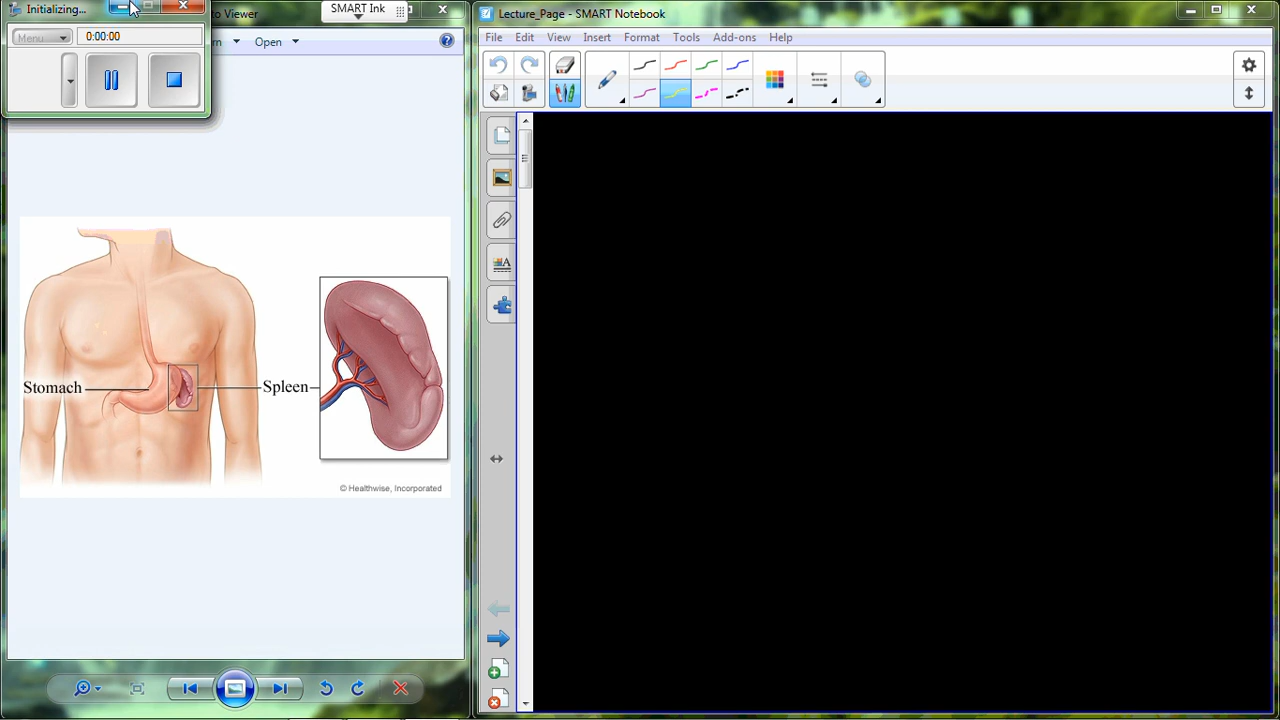 Initializing...
Menu
0:00:00
to Viewer
SMART Ink
Open
Stomach
Spleen
© Healthwise, Incorporated
Lecture_Page - SMART Notebook
File Edit View Insert Format Tools Add-ons Help